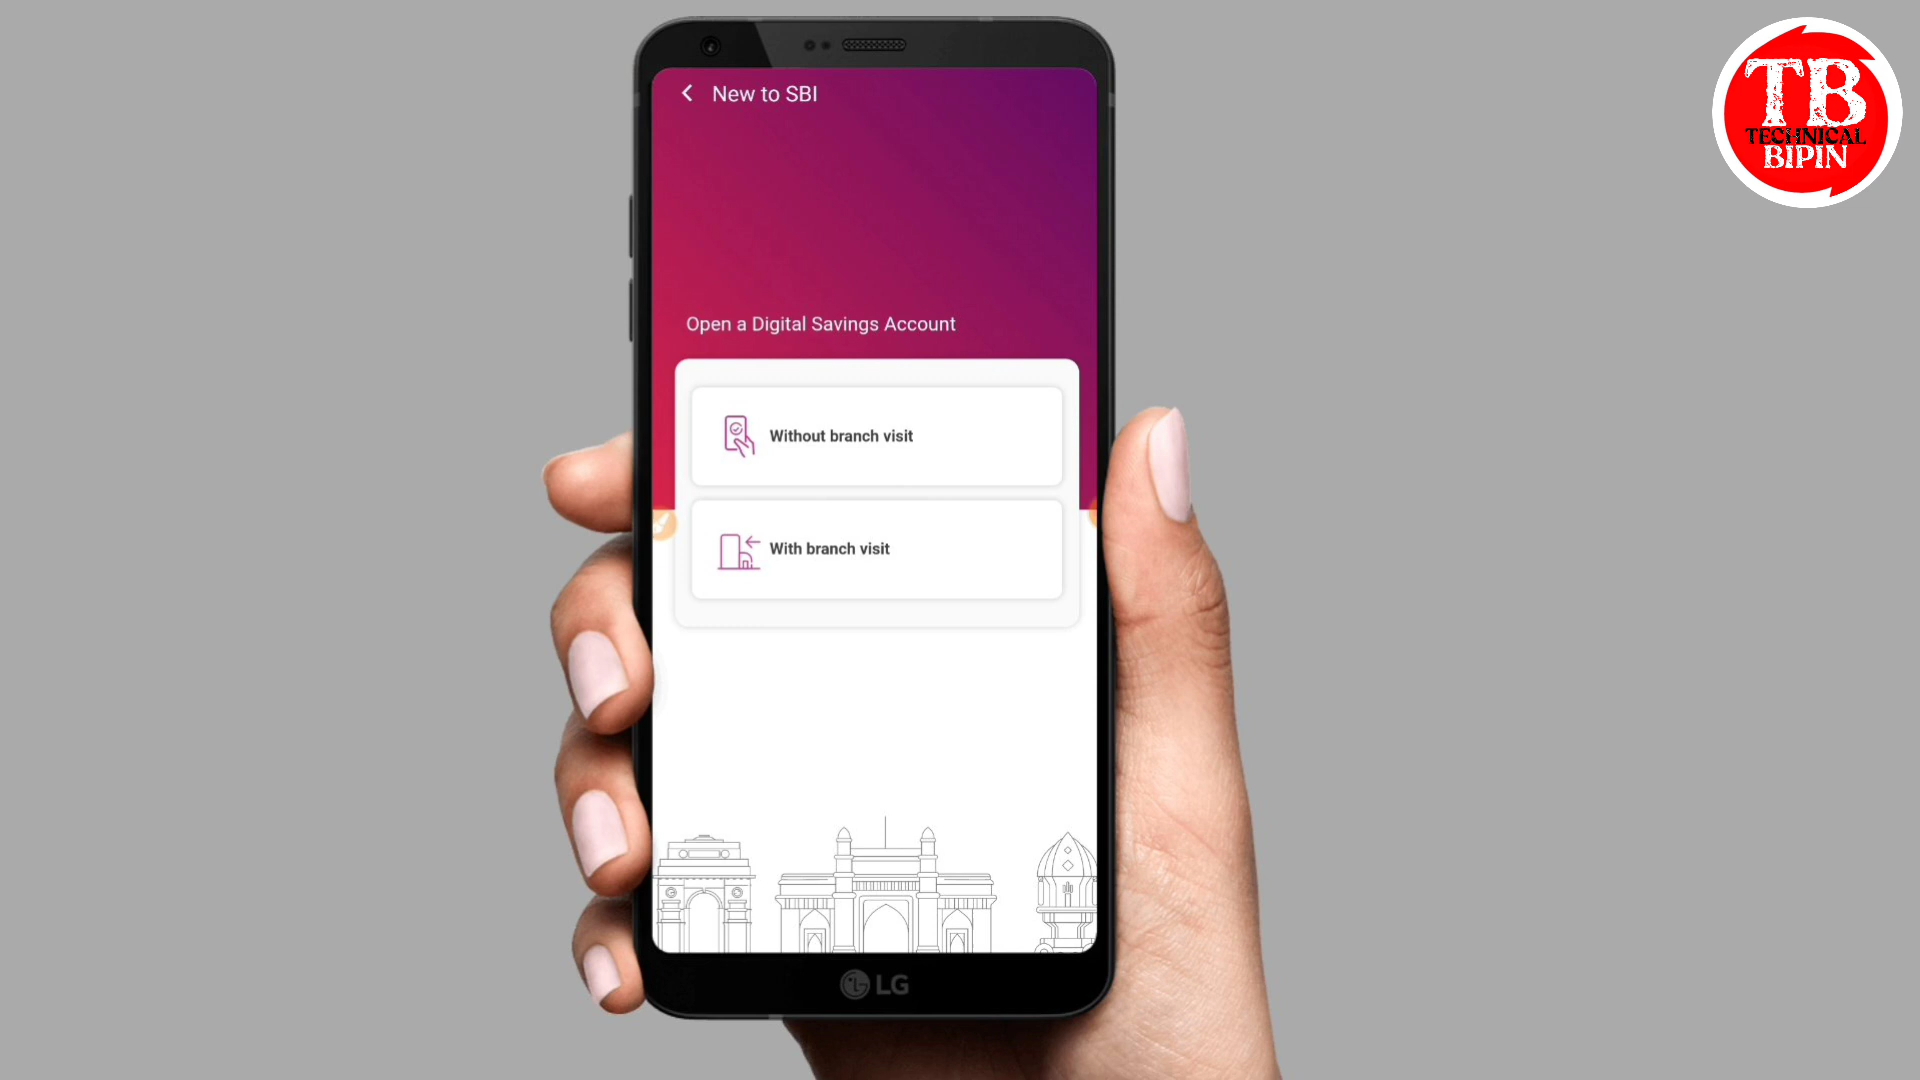 New to SBI
Open a Digital Savings Account
Without branch visit
With branch visit
LG
TB
TECHNICAL
BIPIN